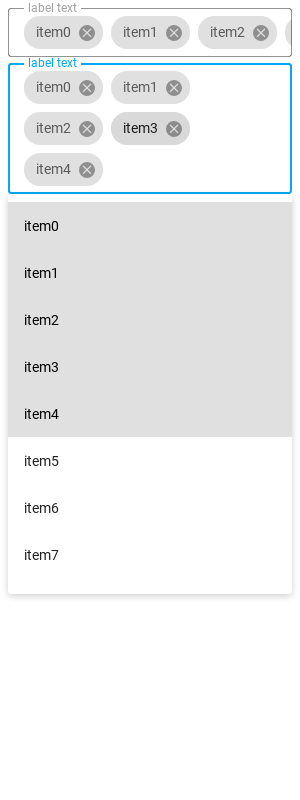 label text
item0 item1 item2
label text
item0 item1
item2 item3
item4
item0
item1
item2
item3
item4
item5
item6
item7